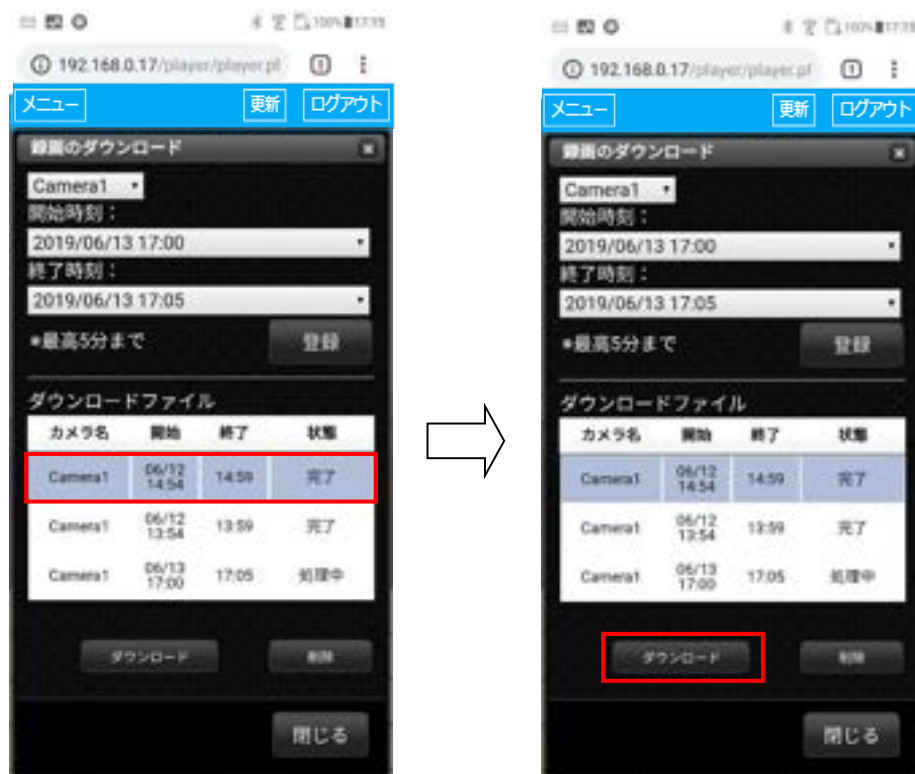 100% 17:15
192.168.0.17/player/player.pl 1
メニュー 更新 ログアウト
録画のダウンロード
Camera1
開始時刻:
2019/06/13 17:00
終了時刻:
2019/06/13 17:05
*最高5分まで 登録
ダウンロードファイル
カメラ名 開始 終了 状態
Camera1 06/12 14:54 14:59 完了
Camera1 06/12 13:54 13:59 完了
Camera1 06/13 17:00 17:05 処理中
ダウンロード 削除
閉じる
100% 17:15
192.168.0.17/player/player.pl 1
メニュー 更新 ログアウト
録画のダウンロード
Camera1
開始時刻:
2019/06/13 17:00
終了時刻:
2019/06/13 17:05
*最高5分まで 登録
ダウンロードファイル
カメラ名 開始 終了 状態
Camera1 06/12 14:54 14:59 完了
Camera1 06/12 13:54 13:59 完了
Camera1 06/13 17:00 17:05 処理中
ダウンロード 削除
閉じる